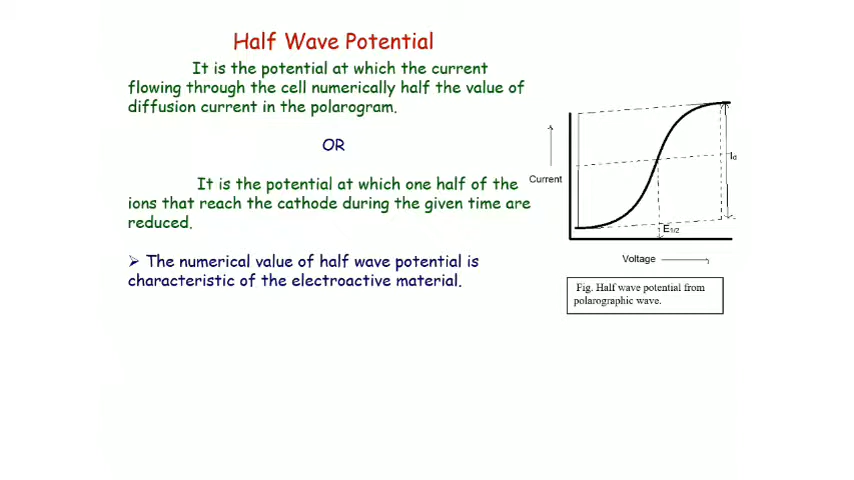 Half Wave Potential
It is the potential at which the current
flowing through the cell numerically half the value of
diffusion current in the polarogram.
OR
It is the potential at which one half of the
ions that reach the cathode during the given time are
reduced.
➢ The numerical value of half wave potential is
characteristic of the electroactive material.
Current
Id
E1/2
Voltage
Fig. Half wave potential from
polarographic wave.